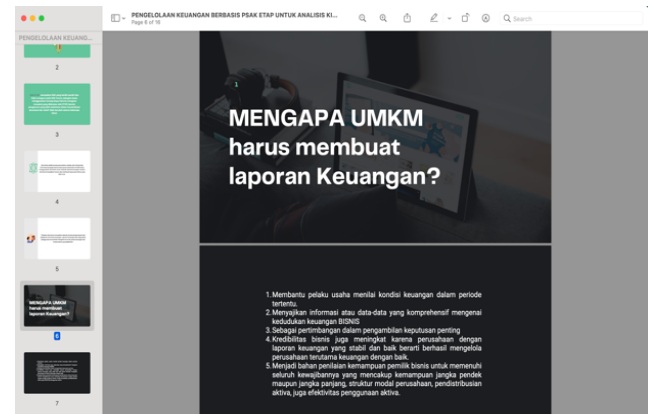 PENGELOLAAN KEUANGAN BERBASIS PSAK ETAP UNTUK ANALISIS KI...
Page 6 of 18
Search
PENGELOLAAN KEUANG...
2
3
4
5
MENGAPA UMKM
harus membuat
laporan Keuangan?
6
7
1
MENGAPA UMKM
harus membuat
laporan Keuangan?
1. Membantu pelaku usaha menilai kondisi keuangan dalam periode
tertentu.
2. Menyajikan informasi atau data-data yang komprehensif mengenai
kedudukan keuangan BISNIS
3. Sebagai pertimbangan dalam pengambilan keputusan penting
4. Kredibilitas bisnis juga meningkat karena perusahaan dengan
laporan keuangan yang stabil dan baik berarti berhasil mengelola
perusahaan terutama keuangan dengan baik.
5. Menjadi bahan penilaian kemampuan pemilik bisnis untuk memenuhi
seluruh kewajibannya yang mencakup kemampuan jangka pendek
maupun jangka panjang, struktur modal perusahaan, pendistribusian
aktiva, juga efektivitas penggunaan aktiva.